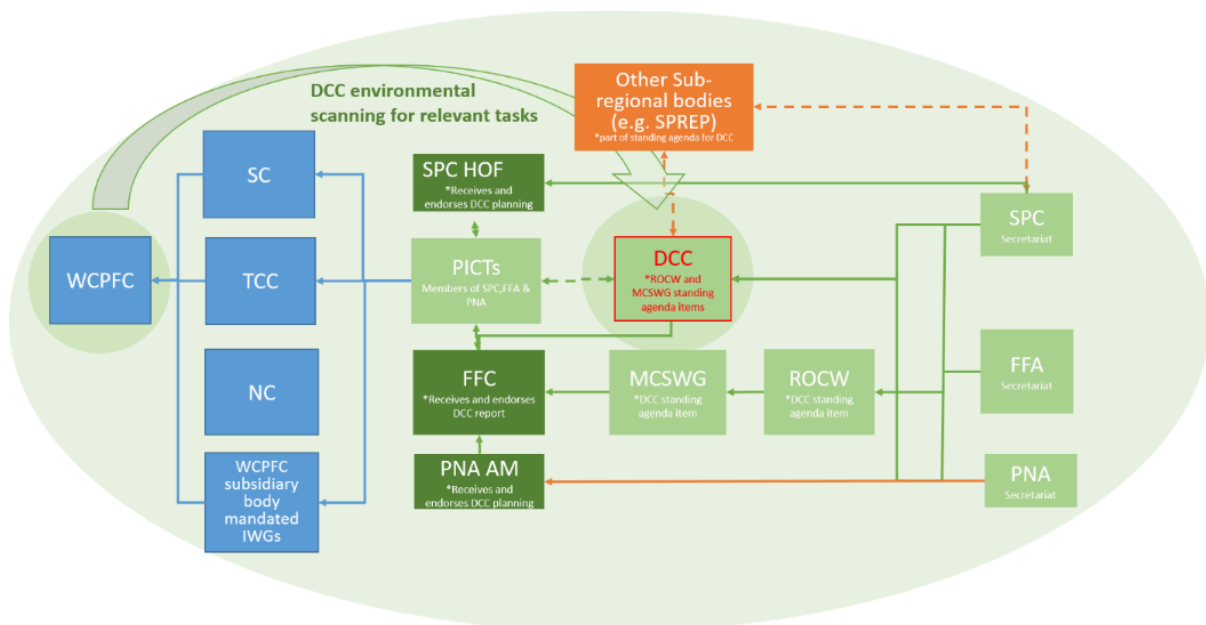 DCC environmental
scanning for relevant tasks
Other Sub-
regional bodies
(e.g. SPREP)
*part of standing agenda for DCC
SC
SPC HOF
*Receives and
endorses DCC planning
SPC
Secretariat
WCPFC
TCC
PICTs
Members of SPC,FFA &
PNA
DCC
*ROCW and
MCSWG standing
agenda items
NC
FFC
*Receives and endorses
DCC report
MCSWG
*DCC standing
agenda item
ROCW
*DCC standing
agenda item
FFA
Secretariat
WCPFC
subsidiary
body
mandated
IWGs
PNA AM
*Receives and
endorses DCC planning
PNA
Secretariat